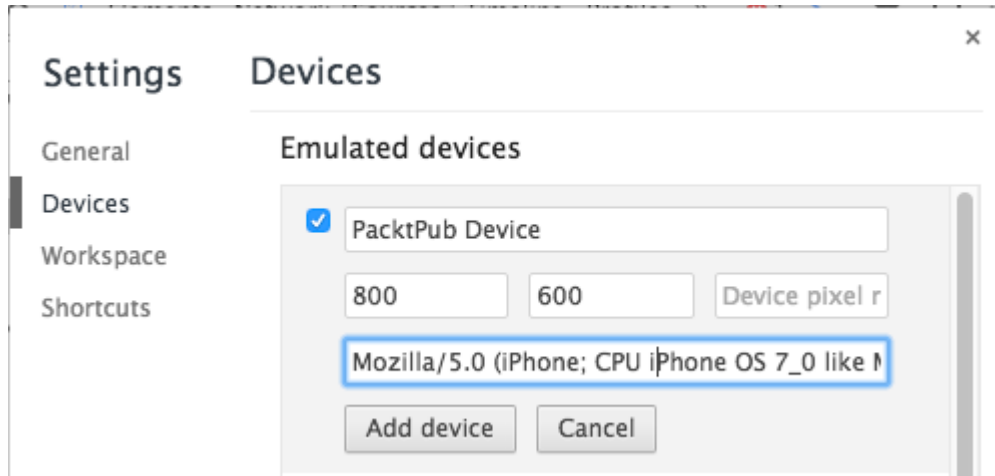 Settings
Devices
General
Devices
Workspace
Shortcuts
Emulated devices
PacktPub Device
800 600 Device pixel r
Mozilla/5.0 (iPhone; CPU iPhone OS 7_0 like M
Add device Cancel